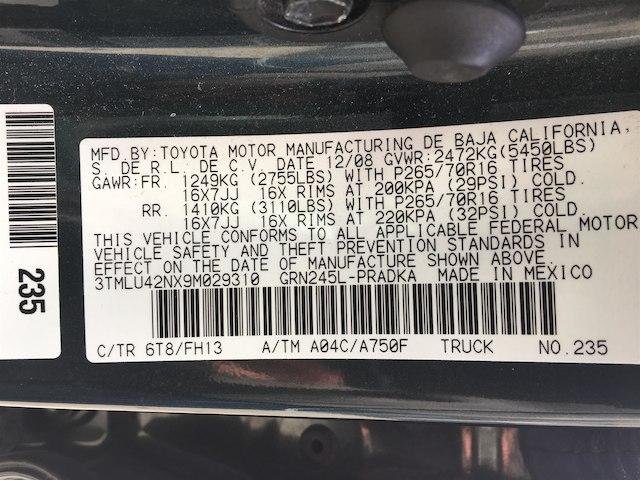 MFD.BY:TOYOTA MOTOR MANUFACTURING DE BAJA CALIFORNIA,
S. DE R.L. DE C.V. DATE 12/08 GVWR:2472KG(5450LBS)
GAWR:FR. 1249KG (2755LBS) WITH P265/70R16 TIRES
16X7JJ 16X RIMS AT 200KPA (29PSI) COLD.
RR. 1410KG (3110LBS) WITH P265/70R16 TIRES
16X7JJ 16X RIMS AT 220KPA (32PSI) COLD.
THIS VEHICLE CONFORMS TO ALL APPLICABLE FEDERAL MOTOR
VEHICLE SAFETY AND THEFT PREVENTION STANDARDS IN
EFFECT ON THE DATE OF MANUFACTURE SHOWN ABOVE.
3TMLU42NX9M029310 GRN245L-PRADKA MADE IN MEXICO
C/TR 6T8/FH13 A/TM A04C/A750F TRUCK NO.235
235